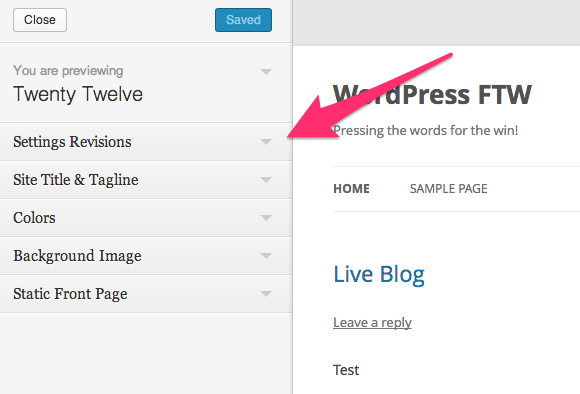 Close
Saved
You are previewing
Twenty Twelve
Settings Revisions
Site Title & Tagline
Colors
Background Image
Static Front Page
WordPress FTW
Pressing the words for the win!
HOME
SAMPLE PAGE
Live Blog
Leave a reply
Test